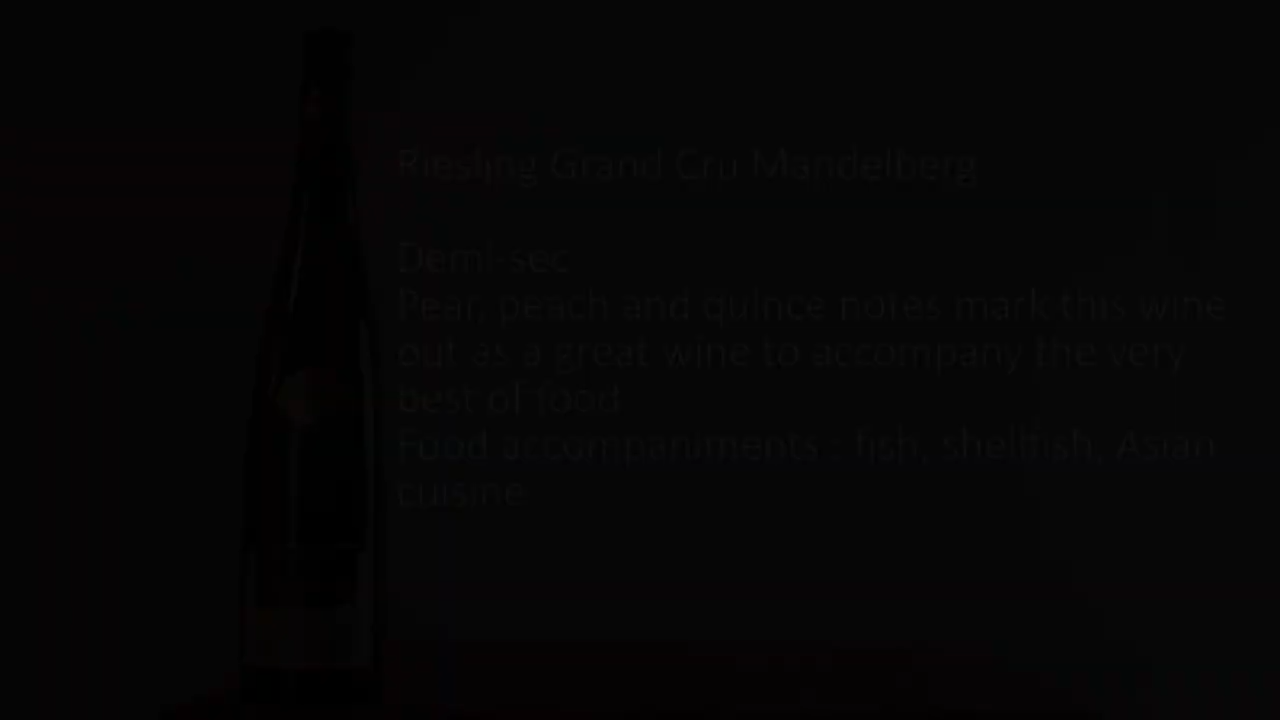 Riesling Grand Cru Mandelberg
Demi-sec
Pear, peach and quince notes mark this wine
out as a great wine to accompany the very
best of food
Food accompaniments : fish, shellfish, Asian
cuisine